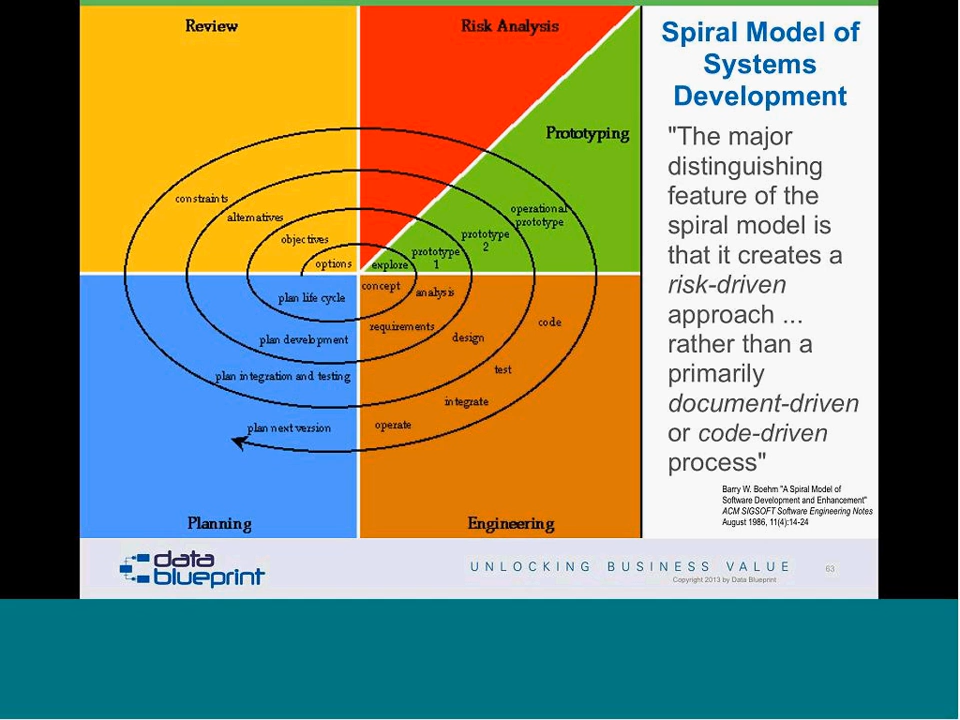 Review
Risk Analysis
Prototyping
constraints
alternatives
objectives
options
operational
prototype
prototype
2
prototype
1
explore
concept
analysis
requirements
design
code
test
integrate
operate
plan life cycle
plan development
plan integration and testing
plan next version
Planning
Engineering
Spiral Model of
Systems
Development
"The major
distinguishing
feature of the
spiral model is
that it creates a
risk-driven
approach ...
rather than a
primarily
document-driven
or code-driven
process"
Barry W. Boehm "A Spiral Model of
Software Development and Enhancement"
ACM SIGSOFT Software Engineering Notes
August 1986, 11(4):14-24
data
blueprint
UNLOCKING BUSINESS VALUE
63
Copyright 2013 by Data Blueprint